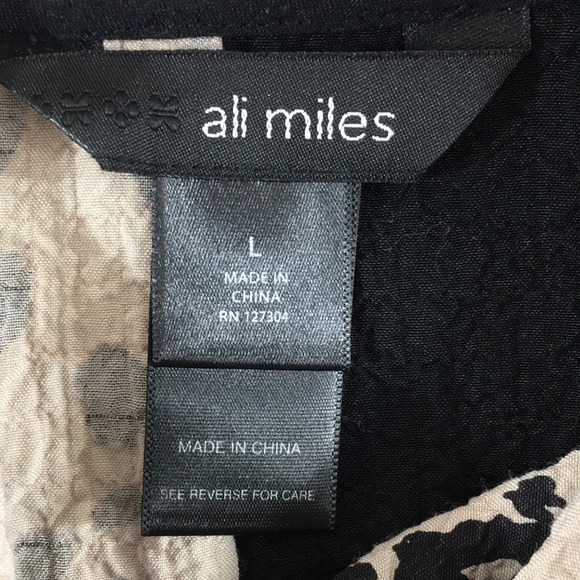 ali miles
L
MADE IN
CHINA
RN 127304
MADE IN CHINA
SEE REVERSE FOR CARE